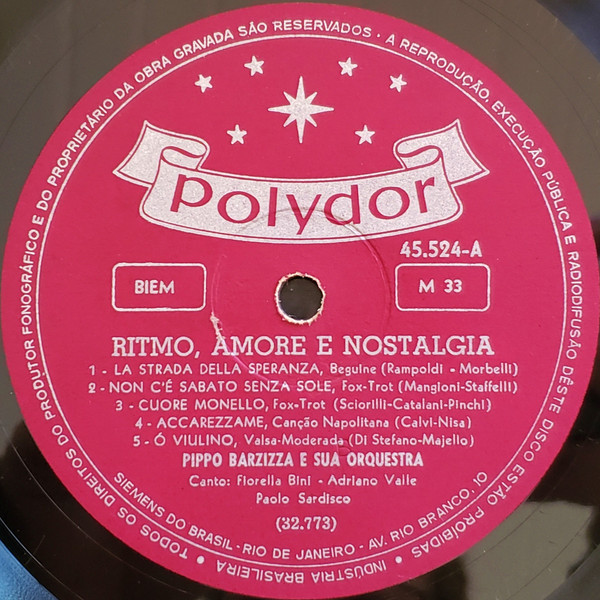 TODOS OS DIREITOS DO PRODUTOR FONOGRÁFICO E DO PROPRIETÁRIO DA OBRA GRAVADA SÃO RESERVADOS · A REPRODUÇÃO, EXECUÇÃO PÚBLICA E RADIODIFUSÃO DÊSTE DISCO ESTÃO PROIBIDAS · INDÚSTRIA BRASILEIRA ·
polydor
45.524-A
BIEM
M 33
RITMO, AMORE E NOSTALGIA
1 - LA STRADA DELLA SPERANZA, Beguine (Rampoldi - Morbelli)
2 - NON C'É SABATO SENZA SOLE, Fox-Trot (Mangioni-Staffelli)
3 - CUORE MONELLO, Fox-Trot (Sciorilli-Catalani-Pinchi)
4 - ACCAREZZAME, Canção Napolitana (Calvi-Nisa)
5 - Ó VIULINO, Valsa-Moderada (Di Stefano-Majello)
PIPPO BARZIZZA E SUA ORQUESTRA
Canto: Fiorella Bini - Adriano Valle
Paolo Sardisco
(32.773)
SIEMENS DO BRASIL · RIO DE JANEIRO · AV. RIO BRANCO, 10